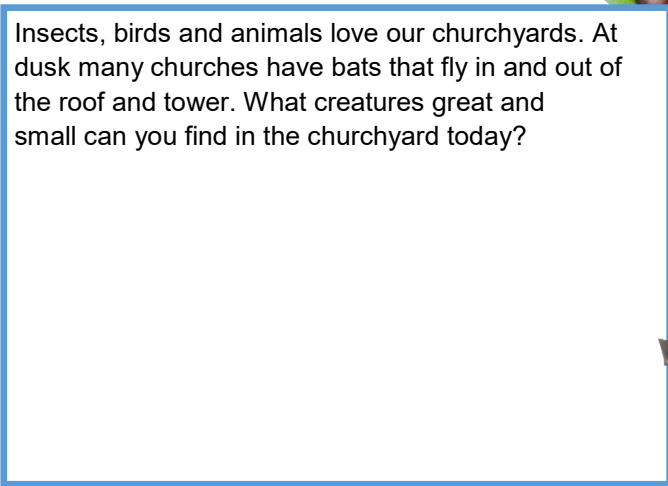 Insects, birds and animals love our churchyards. At
dusk many churches have bats that fly in and out of
the roof and tower. What creatures great and
small can you find in the churchyard today?